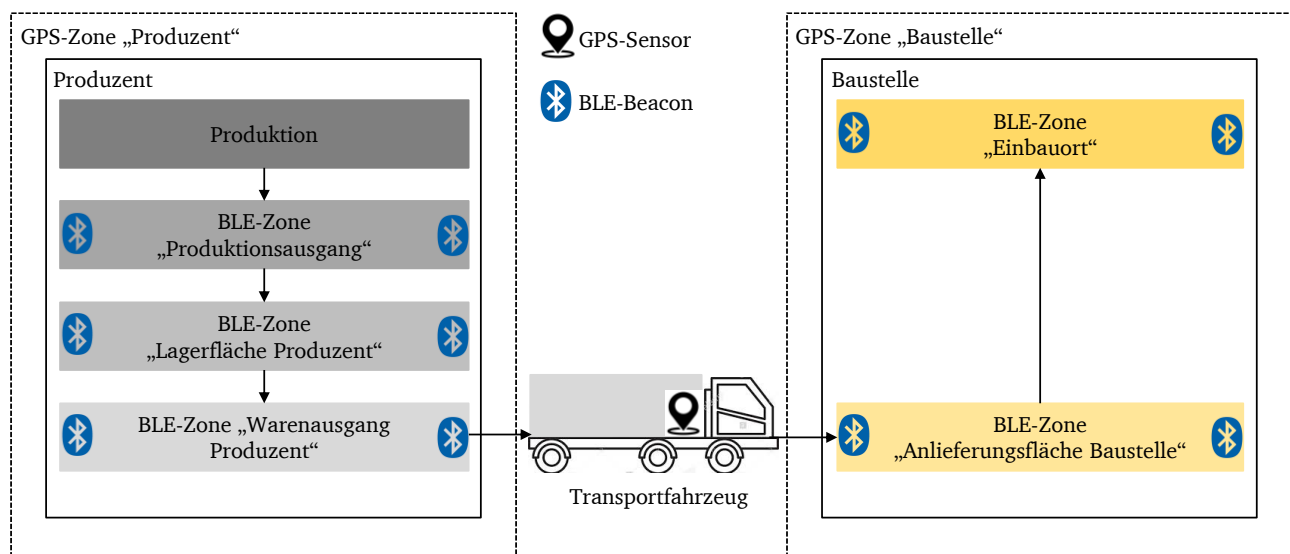 GPS-Zone „Produzent“
Produzent
Produktion
BLE-Zone
„Produktionsausgang“
BLE-Zone
„Lagerfläche Produzent“
BLE-Zone „Warenausgang
Produzent“
GPS-Sensor
BLE-Beacon
Transportfahrzeug
GPS-Zone „Baustelle“
Baustelle
BLE-Zone
„Einbauort“
BLE-Zone
„Anlieferungsfläche Baustelle“